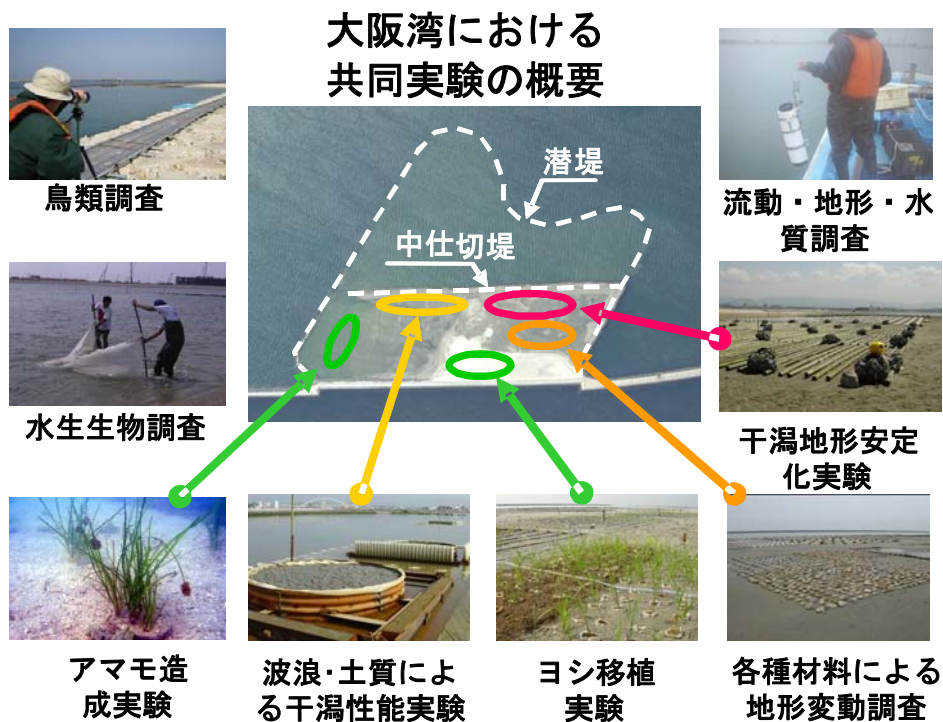 大阪湾における
共同実験の概要
鳥類調査
潜堤
中仕切堤
流動・地形・水
質調査
水生生物調査
干潟地形安定
化実験
アマモ造
成実験
波浪・土質によ
る干潟性能実験
ヨシ移植
実験
各種材料による
地形変動調査